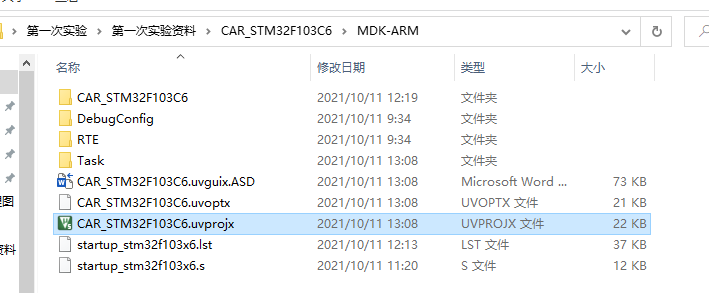 第一次实验 › 第一次实验资料 › CAR_STM32F103C6 › MDK-ARM
名称 修改日期 类型 大小
CAR_STM32F103C6 2021/10/11 12:19 文件夹
DebugConfig 2021/10/11 9:34 文件夹
RTE 2021/10/11 9:34 文件夹
Task 2021/10/11 13:08 文件夹
CAR_STM32F103C6.uvguix.ASD 2021/10/11 13:08 Microsoft Word ... 73 KB
CAR_STM32F103C6.uvoptx 2021/10/11 13:08 UVOPTX 文件 21 KB
CAR_STM32F103C6.uvprojx 2021/10/11 13:08 UVPROJX 文件 22 KB
startup_stm32f103x6.lst 2021/10/11 12:13 LST 文件 37 KB
startup_stm32f103x6.s 2021/10/11 11:20 S 文件 12 KB
图
资料